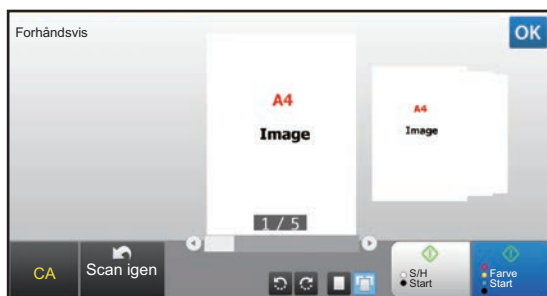 Forhåndsvis
OK
A4
Image
A4
Image
1 / 5
CA
Scan igen
S/H
Start
Farve
Start